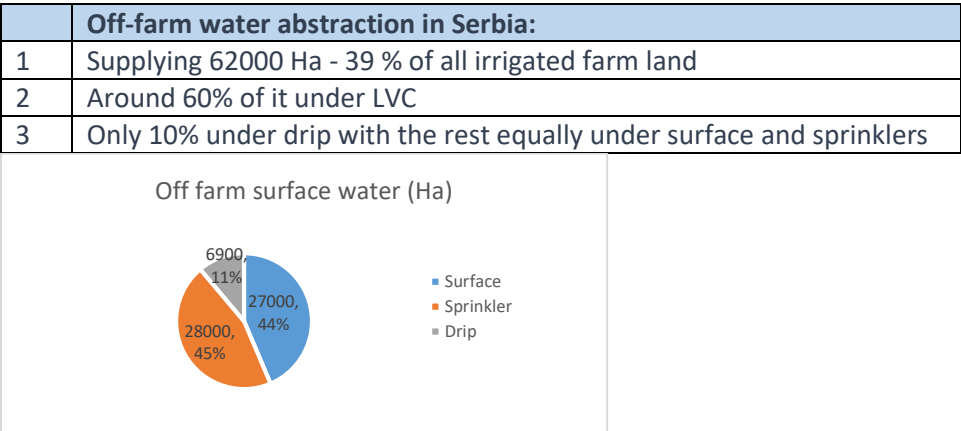 Off-farm water abstraction in Serbia:
1 Supplying 62000 Ha - 39 % of all irrigated farm land
2 Around 60% of it under LVC
3 Only 10% under drip with the rest equally under surface and sprinklers
Off farm surface water (Ha)
6900,
11%
27000,
44%
28000,
45%
Surface
Sprinkler
Drip